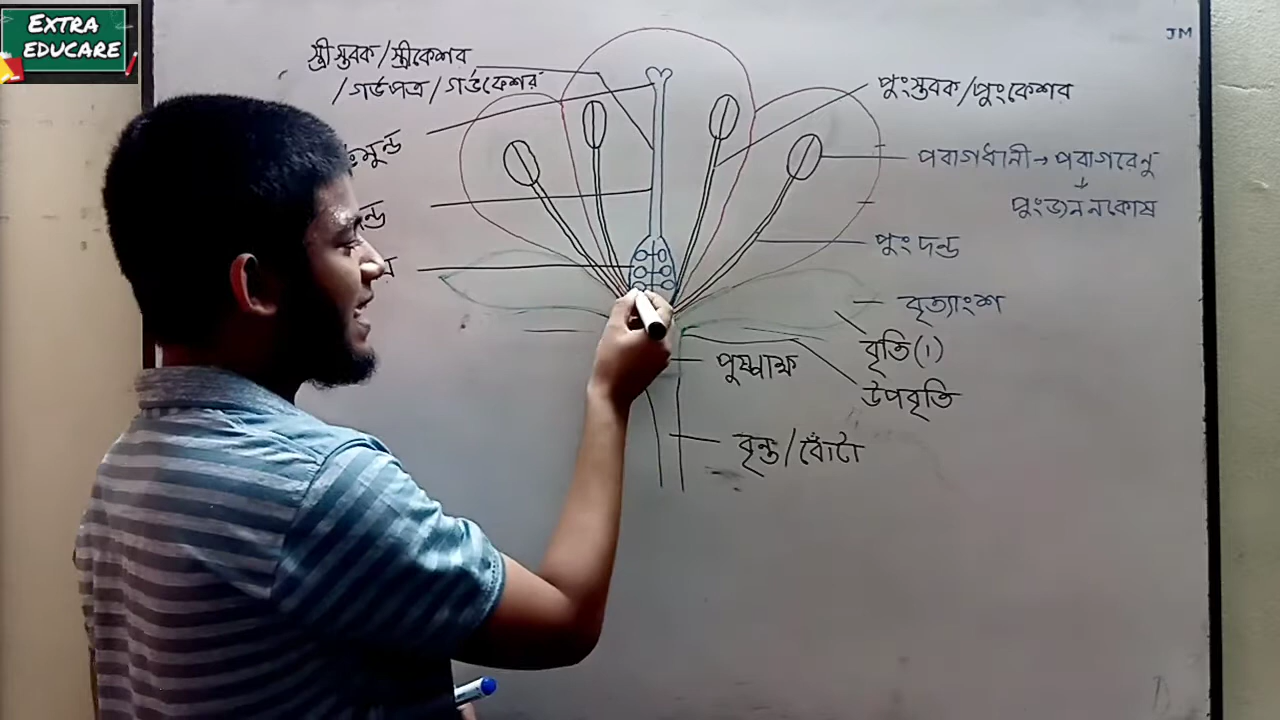 EXTRA
EDUCARE
JM
স্ত্রীস্তবক/স্ত্রীকেশর
/গর্ভপত্র/গর্ভকেশর
পুংস্তবক/পুংকেশর
পরাগধানী→পরাগরেনু
↓
পুংজননকোষ
পুংদন্ড
বৃত্যাংশ
বৃতি(১)
উপবৃতি
পুষ্পাক্ষ
বৃন্ত/বোঁটা